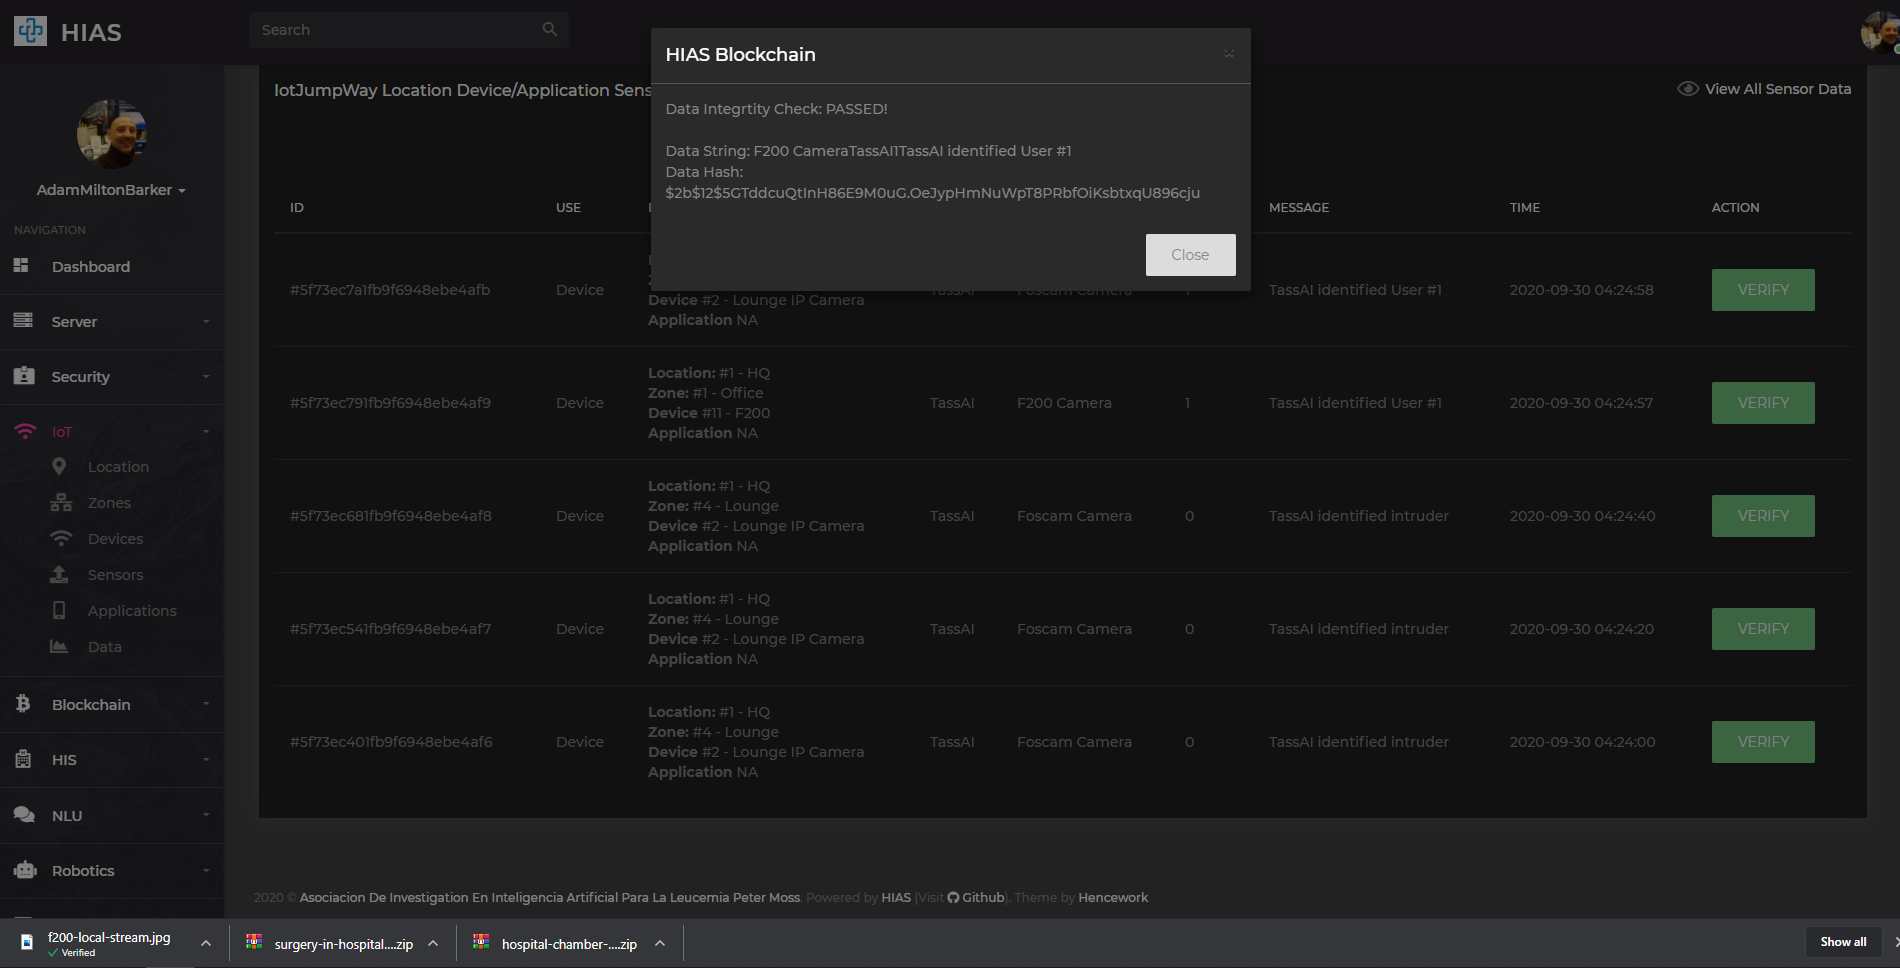 HIAS
Search
AdamMiltonBarker
NAVIGATION
Dashboard
Server
Security
IoT
Location
Zones
Devices
Sensors
Applications
Data
Blockchain
HIS
NLU
Robotics
IotJumpWay Location Device/Application Sens
View All Sensor Data
HIAS Blockchain
×
Data Integrtity Check: PASSED!
Data String: F200 CameraTassAI1TassAI identified User #1
Data Hash:
$2b$12$5GTddcuQtInH86E9M0uG.OeJypHmNuWpT8PRbfOiKsbtxqU896cju
Close
ID USE MESSAGE TIME ACTION
#5f73ec7a1fb9f6948ebe4afb Device
Device #2 - Lounge IP Camera
Application NA
TassAI Foscam Camera 1 TassAI identified User #1 2020-09-30 04:24:58 VERIFY
#5f73ec791fb9f6948ebe4af9 Device
Location: #1 - HQ
Zone: #1 - Office
Device #11 - F200
Application NA
TassAI F200 Camera 1 TassAI identified User #1 2020-09-30 04:24:57 VERIFY
#5f73ec681fb9f6948ebe4af8 Device
Location: #1 - HQ
Zone: #4 - Lounge
Device #2 - Lounge IP Camera
Application NA
TassAI Foscam Camera 0 TassAI identified intruder 2020-09-30 04:24:40 VERIFY
#5f73ec541fb9f6948ebe4af7 Device
Location: #1 - HQ
Zone: #4 - Lounge
Device #2 - Lounge IP Camera
Application NA
TassAI Foscam Camera 0 TassAI identified intruder 2020-09-30 04:24:20 VERIFY
#5f73ec401fb9f6948ebe4af6 Device
Location: #1 - HQ
Zone: #4 - Lounge
Device #2 - Lounge IP Camera
Application NA
TassAI Foscam Camera 0 TassAI identified intruder 2020-09-30 04:24:00 VERIFY
2020 © Asociacion De Investigation En Inteligencia Artificial Para La Leucemia Peter Moss. Powered by HIAS (Visit Github). Theme by Hencework
f200-local-stream.jpg
Verified
surgery-in-hospital....zip
hospital-chamber-....zip
Show all